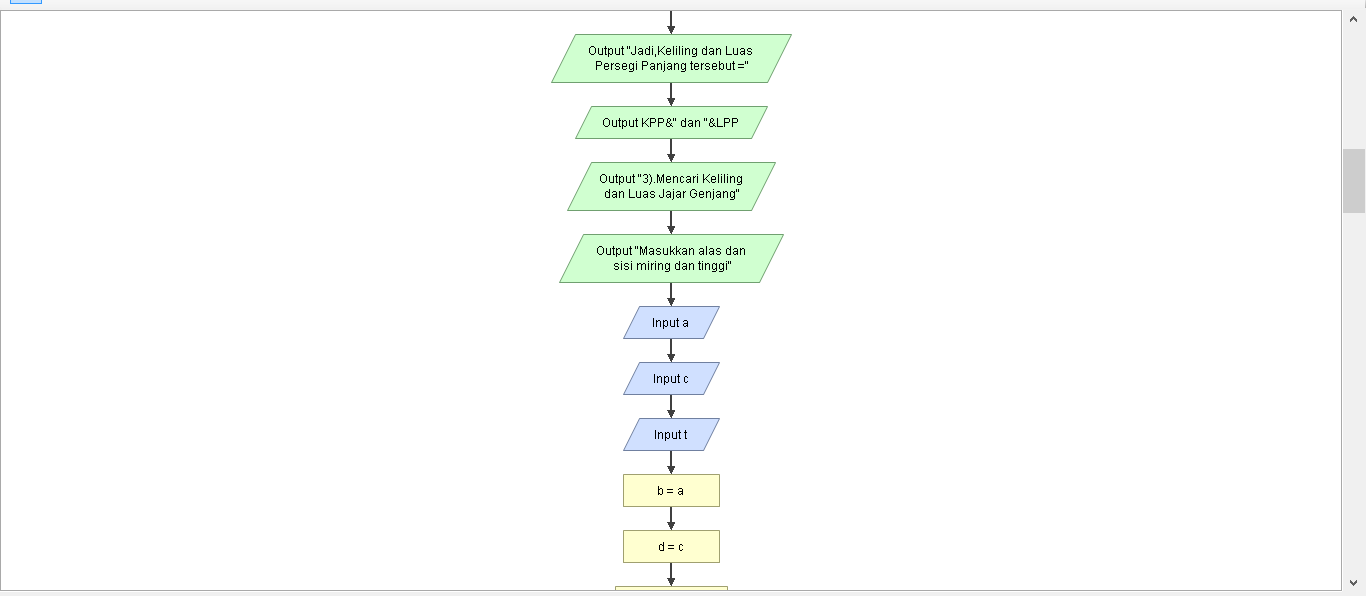 Output "Jadi,Keliling dan Luas
Persegi Panjang tersebut ="
Output KPP&" dan "&LPP
Output "3).Mencari Keliling
dan Luas Jajar Genjang"
Output "Masukkan alas dan
sisi miring dan tinggi"
Input a
Input c
Input t
b = a
d = c